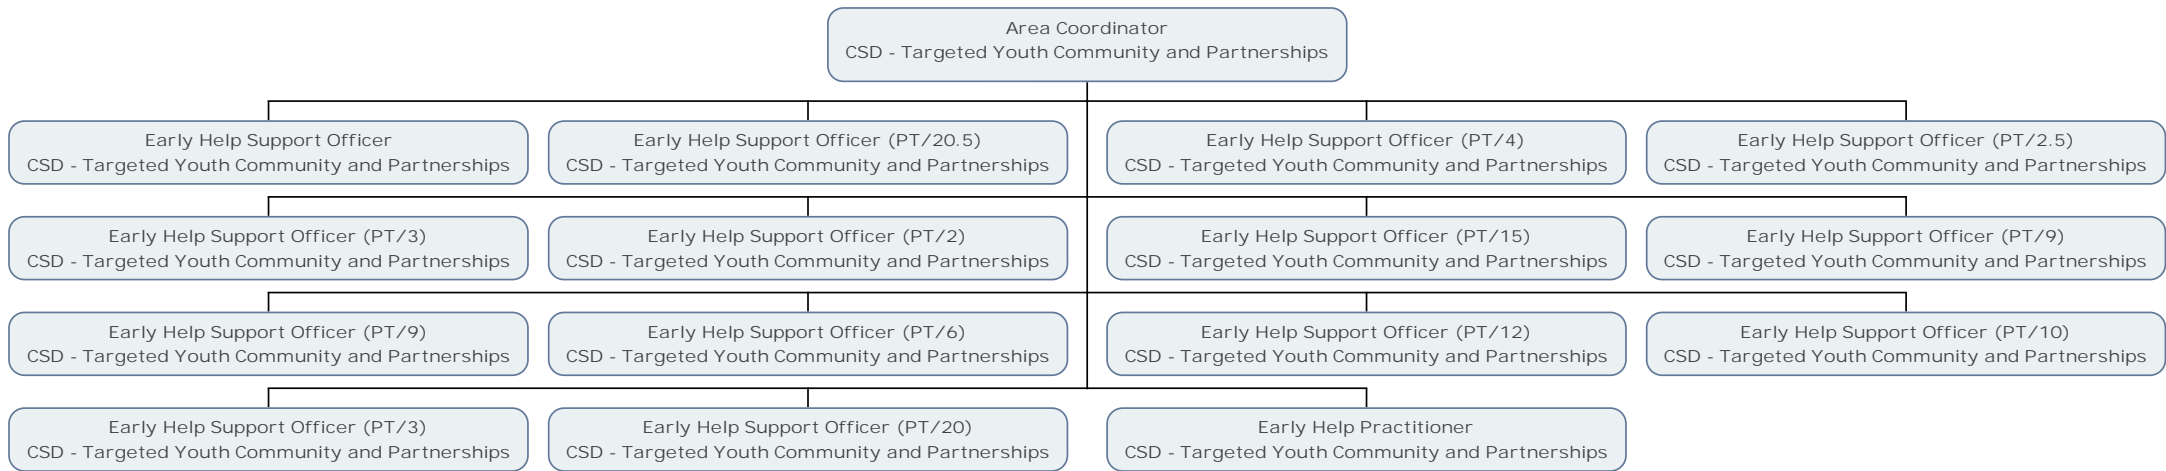 Area Coordinator
CSD - Targeted Youth Community and Partnerships
Early Help Support Officer
CSD - Targeted Youth Community and Partnerships
Early Help Support Officer (PT/20.5)
CSD - Targeted Youth Community and Partnerships
Early Help Support Officer (PT/4)
CSD - Targeted Youth Community and Partnerships
Early Help Support Officer (PT/2.5)
CSD - Targeted Youth Community and Partnerships
Early Help Support Officer (PT/3)
CSD - Targeted Youth Community and Partnerships
Early Help Support Officer (PT/2)
CSD - Targeted Youth Community and Partnerships
Early Help Support Officer (PT/15)
CSD - Targeted Youth Community and Partnerships
Early Help Support Officer (PT/9)
CSD - Targeted Youth Community and Partnerships
Early Help Support Officer (PT/9)
CSD - Targeted Youth Community and Partnerships
Early Help Support Officer (PT/6)
CSD - Targeted Youth Community and Partnerships
Early Help Support Officer (PT/12)
CSD - Targeted Youth Community and Partnerships
Early Help Support Officer (PT/10)
CSD - Targeted Youth Community and Partnerships
Early Help Support Officer (PT/3)
CSD - Targeted Youth Community and Partnerships
Early Help Support Officer (PT/20)
CSD - Targeted Youth Community and Partnerships
Early Help Practitioner
CSD - Targeted Youth Community and Partnerships